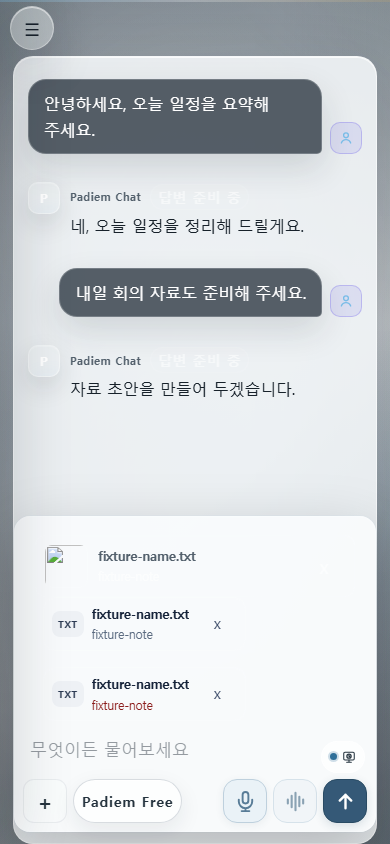 안녕하세요, 오늘 일정을 요약해
주세요.
P Padiem Chat 답변 준비 중
네, 오늘 일정을 정리해 드릴게요.
내일 회의 자료도 준비해 주세요.
P Padiem Chat 답변 준비 중
자료 초안을 만들어 두겠습니다.
fixture-name.txt
TXT fixture-name.txt x
fixture-note
TXT fixture-name.txt x
fixture-note
무엇이든 물어보세요
+ Padiem Free